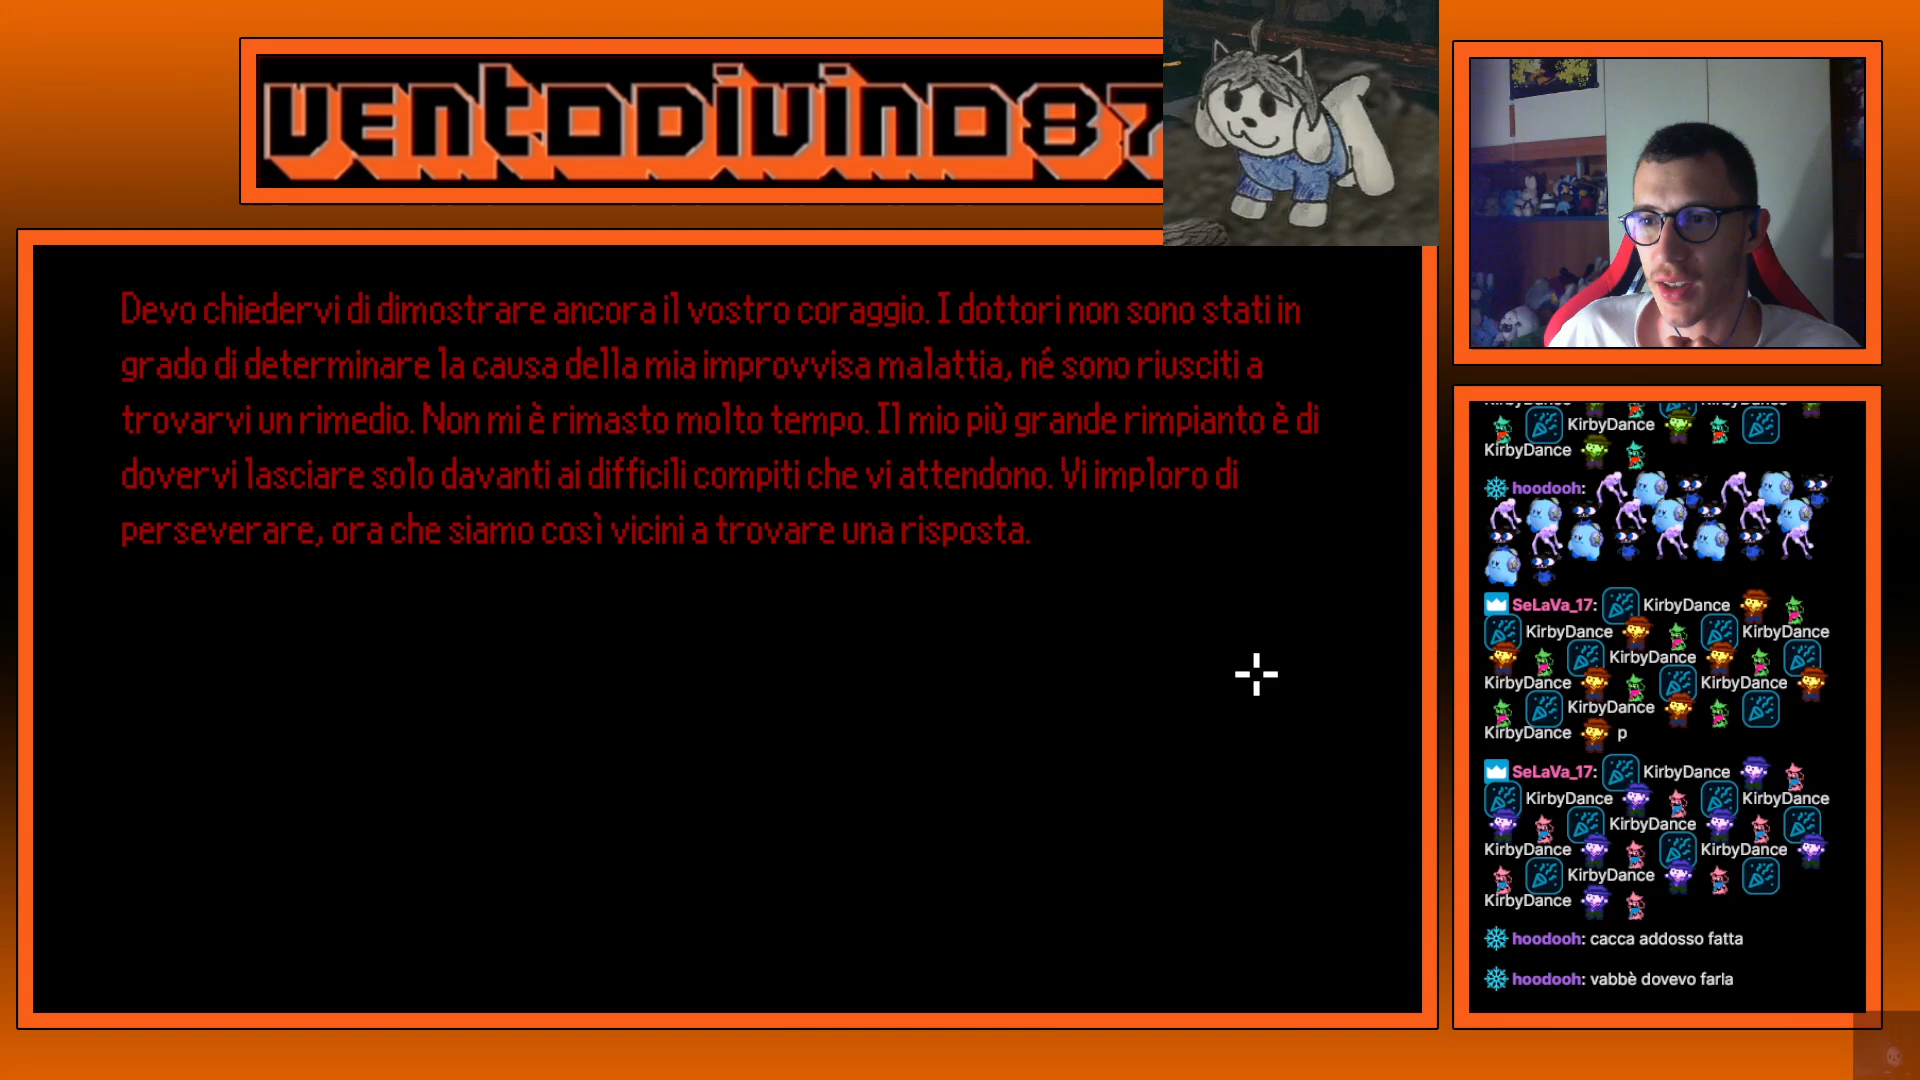 VENTODIVINO87
Devo chiedervi di dimostrare ancora il vostro coraggio. I dottori non sono stati in
grado di determinare la causa della mia improvvisa malattia, né sono riusciti a
trovarvi un rimedio. Non mi è rimasto molto tempo. Il mio più grande rimpianto è di
dovervi lasciare solo davanti ai difficili compiti che vi attendono. Vi imploro di
perseverare, ora che siamo così vicini a trovare una risposta.
KirbyDance
KirbyDance
hoodooh:
SeLaVa_17: KirbyDance
KirbyDance KirbyDance
KirbyDance
KirbyDance KirbyDance
KirbyDance
KirbyDance p
SeLaVa_17: KirbyDance
KirbyDance KirbyDance
KirbyDance
KirbyDance KirbyDance
KirbyDance
KirbyDance
hoodooh: cacca addosso fatta
hoodooh: vabbè dovevo farla